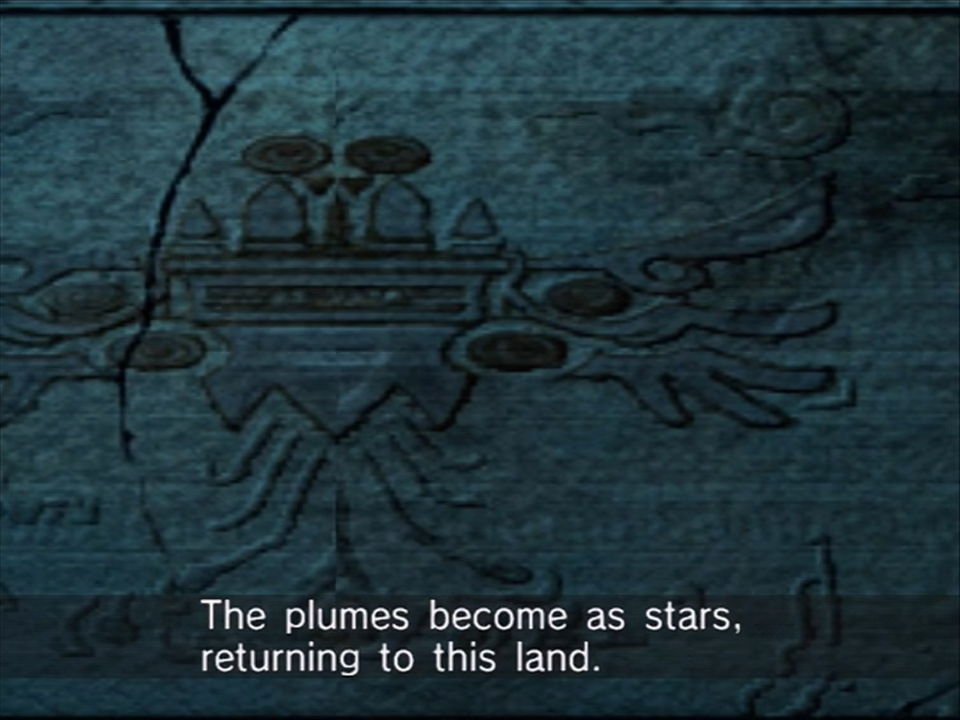 The plumes become as stars,
returning to this land.